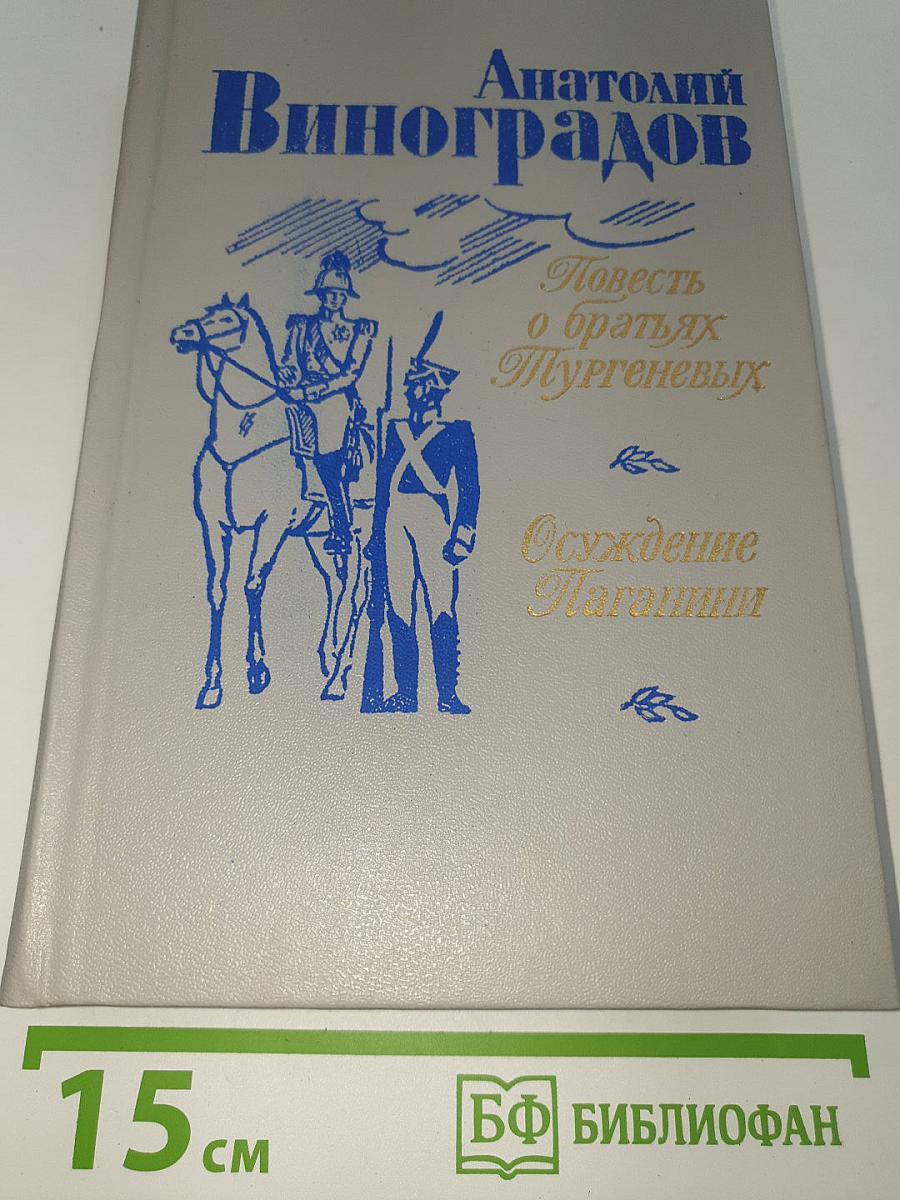 Анатолий
Виноградов
Повесть
о братьях
Тургеневых
Осуждение
Паганини
15 см
БФ БИБЛИОФАН